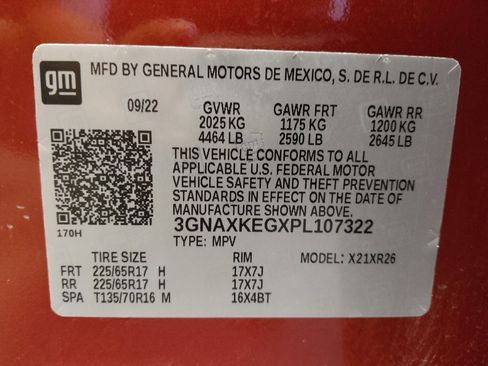 gm
MFD BY GENERAL MOTORS DE MEXICO, S. DE R.L. DE C.V.
09/22 GVWR GAWR FRT GAWR RR
2025 KG 1175 KG 1200 KG
4464 LB 2590 LB 2645 LB
THIS VEHICLE CONFORMS TO ALL
APPLICABLE U.S. FEDERAL MOTOR
VEHICLE SAFETY AND THEFT PREVENTION
STANDARDS IN EFFECT ON THE DATE OF
MANUFACTURE SHOWN ABOVE.
170H 3GNAXKEGXPL107322
TYPE: MPV
TIRE SIZE RIM MODEL: X21XR26
FRT 225/65R17 H 17X7J
RR 225/65R17 H 17X7J
SPA T135/70R16 M 16X4BT